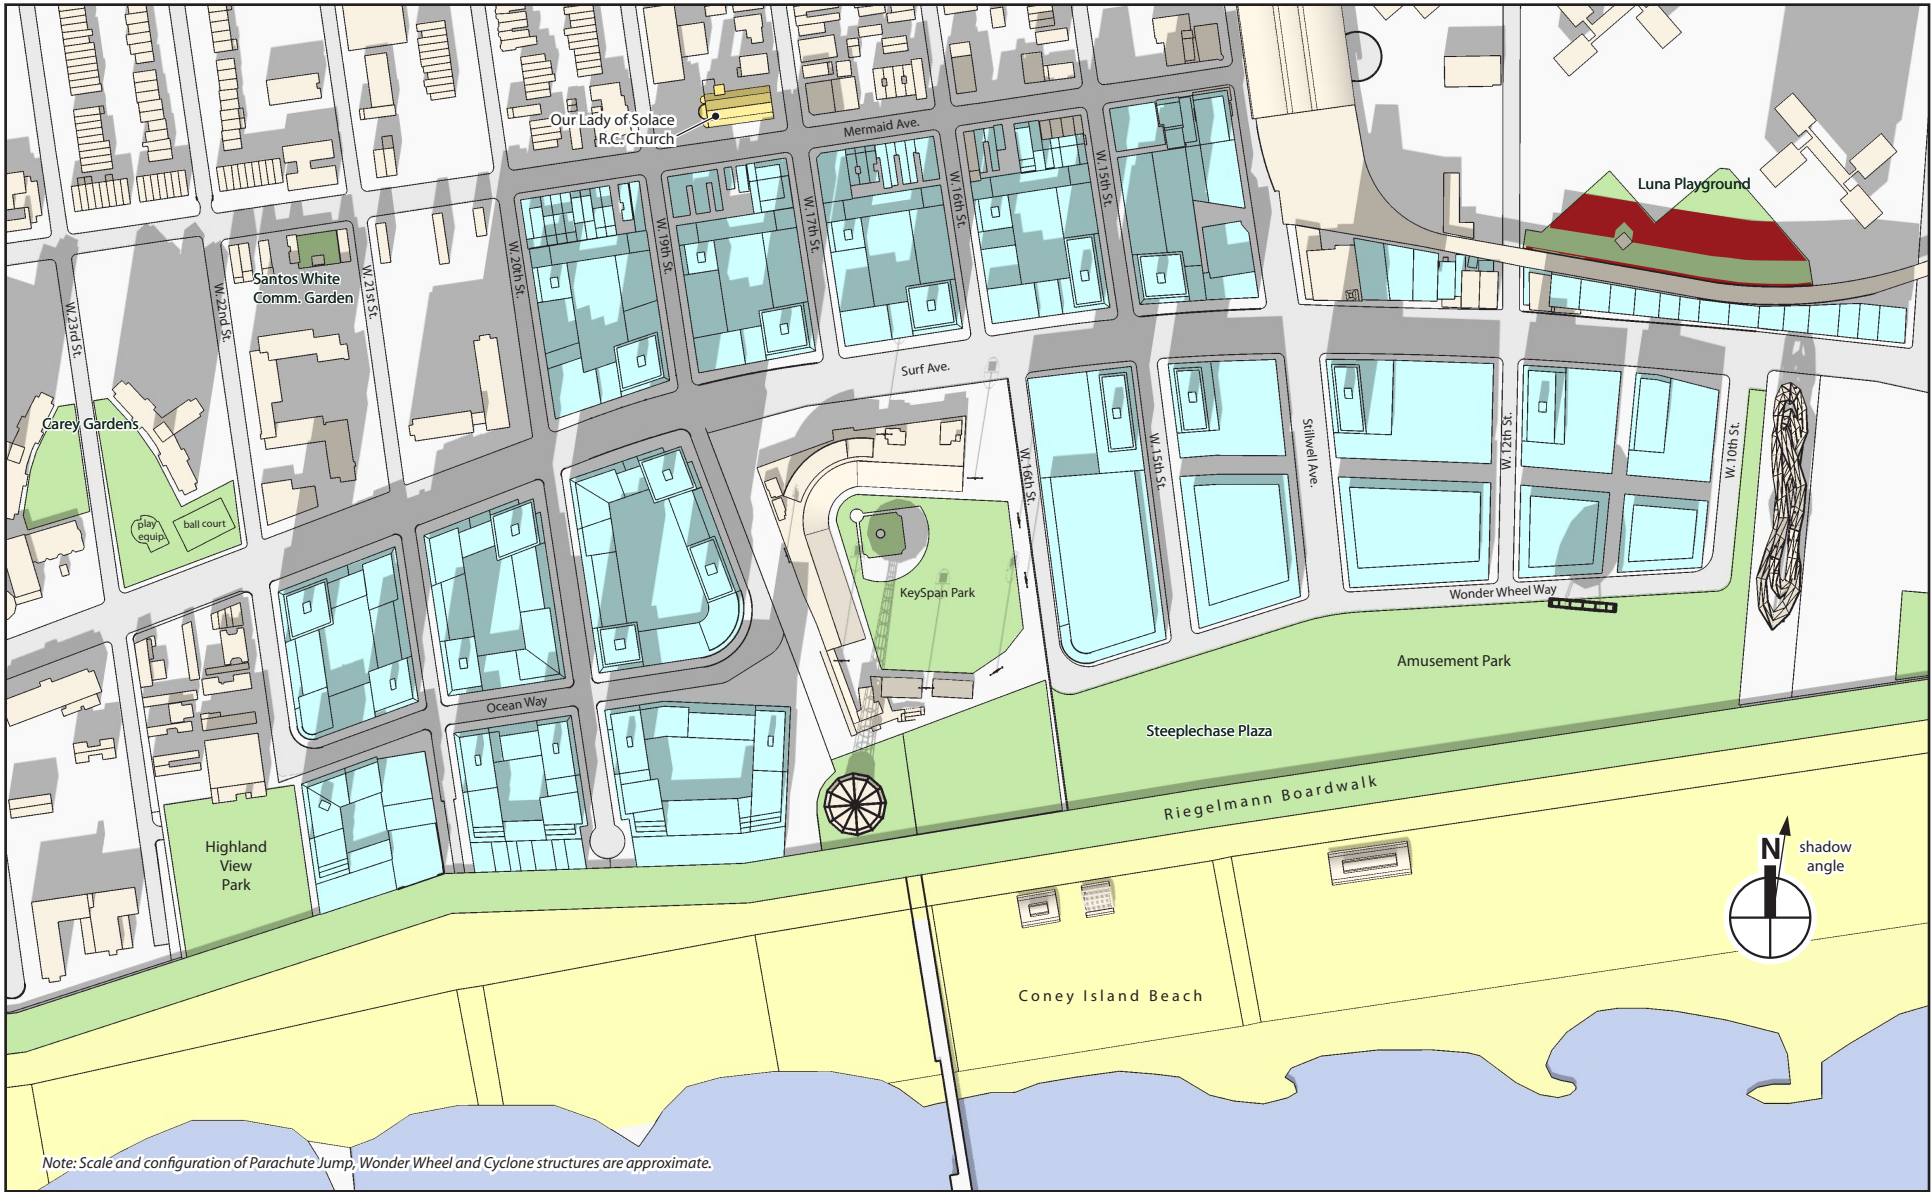 Our Lady of Solace
R.C. Church
Mermaid Ave.
Luna Playground
Santos White
Comm. Garden
W. 23rd St.
W. 22nd St.
W. 21st St.
W. 20th St.
W. 19th St.
W. 17th St.
W. 16th St.
W. 15th St.
Surf Ave.
Carey Gardens
play
equip.
ball court
W. 16th St.
W. 15th St.
Stillwell Ave.
W. 12th St.
W. 10th St.
KeySpan Park
Wonder Wheel Way
Amusement Park
Ocean Way
Steeplechase Plaza
Riegelmann Boardwalk
Highland
View
Park
N
shadow
angle
Coney Island Beach
Note: Scale and configuration of Parachute Jump, Wonder Wheel and Cyclone structures are approximate.